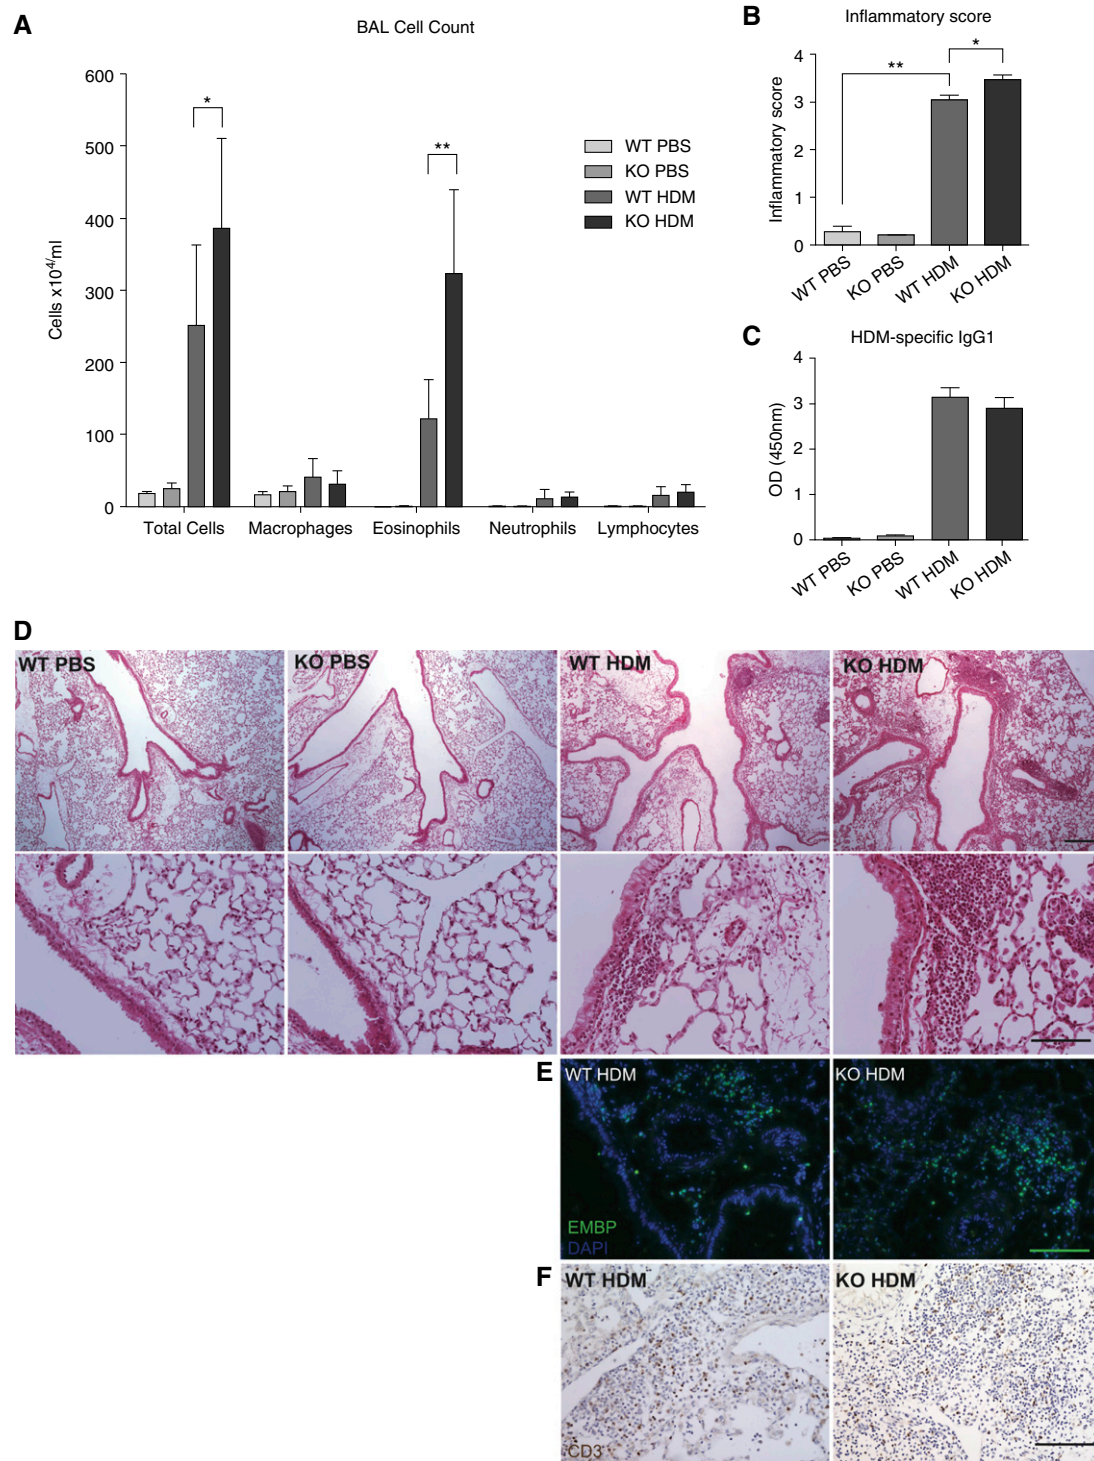 A
BAL Cell Count
Cells x10⁴/ml
600
500
400
300
200
100
0
*
**
Total Cells
Macrophages
Eosinophils
Neutrophils
Lymphocytes
WT PBS
KO PBS
WT HDM
KO HDM
B
Inflammatory score
Inflammatory score
4
3
2
1
0
**
*
WT PBS
KO PBS
WT HDM
KO HDM
C
HDM-specific IgG1
OD (450nm)
4
3
2
1
0
WT PBS
KO PBS
WT HDM
KO HDM
D
WT PBS
KO PBS
WT HDM
KO HDM
E
WT HDM
KO HDM
EMBP
DAPI
F
WT HDM
KO HDM
CD3